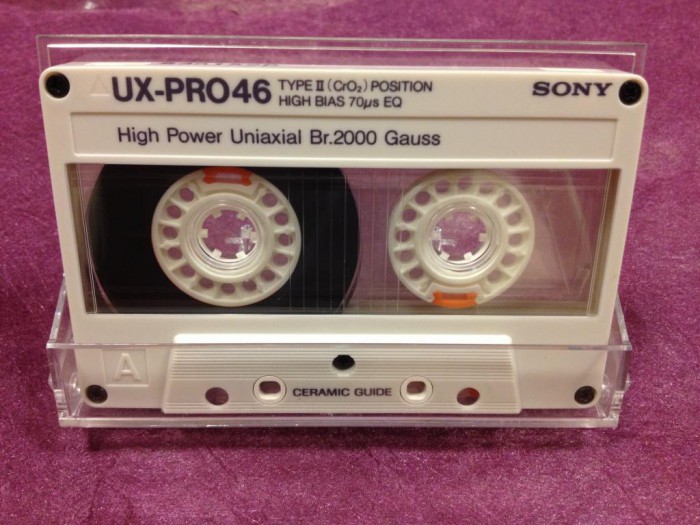 UX-PRO46 TYPE II (CrO₂) POSITION SONY
HIGH BIAS 70μs EQ
High Power Uniaxial Br.2000 Gauss
A
CERAMIC GUIDE